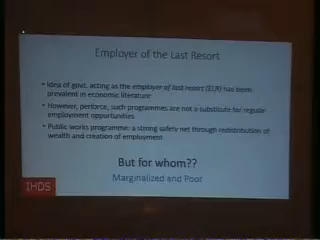 Employer of the Last Resort
• Idea of govt. acting as the employer of last resort (ELR) has been
prevalent in economic literature
• However, perforce, such programmes are not a substitute for regular
employment opportunities
• Public works programme: a strong safety net through redistribution of
wealth and creation of employment
But for whom??
Marginalized and Poor
IHDS